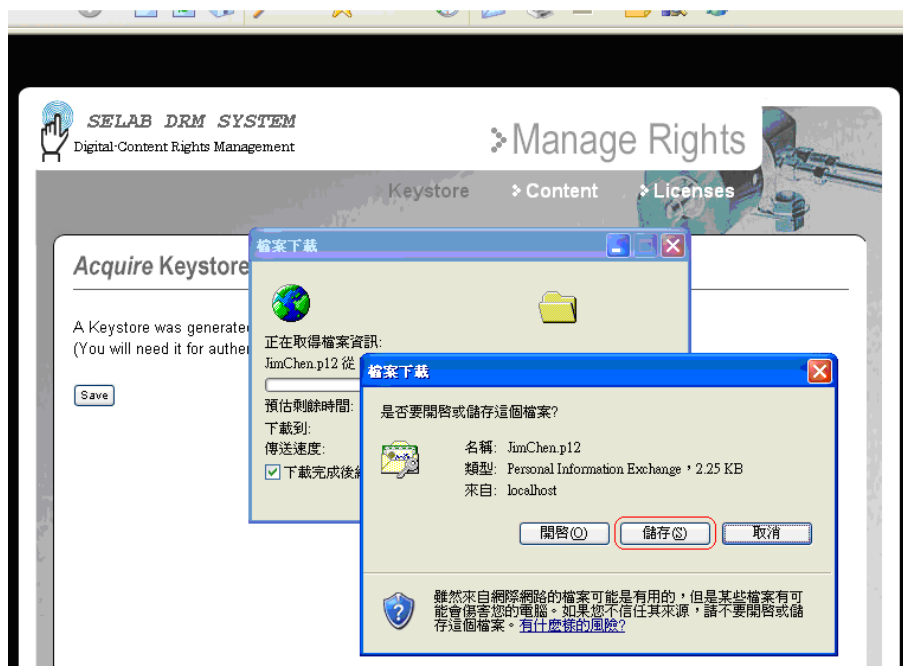 SELAB DRM SYSTEM
Digital-Content Rights Management
Manage Rights
Keystore
Content
Licenses
Acquire Keystore
A Keystore was generated
(You will need it for
Save
檔案下載
正在取得檔案資訊:
JimChen.p12 從
預估剩餘時間:
下載到:
傳送速度:
下載完成後
檔案下載
是否要開啓或儲存這個檔案?
名稱: JimChen.p12
類型: Personal Information Exchange,2.25 KB
來自: localhost
開啓(O)
儲存(S)
取消
雖然來自網際網路的檔案可能是有用的,但是某些檔案有可
能會傷害您的電腦。如果您不信任其來源,請不要開啓或儲
存這個檔案。有什麼樣的風險?